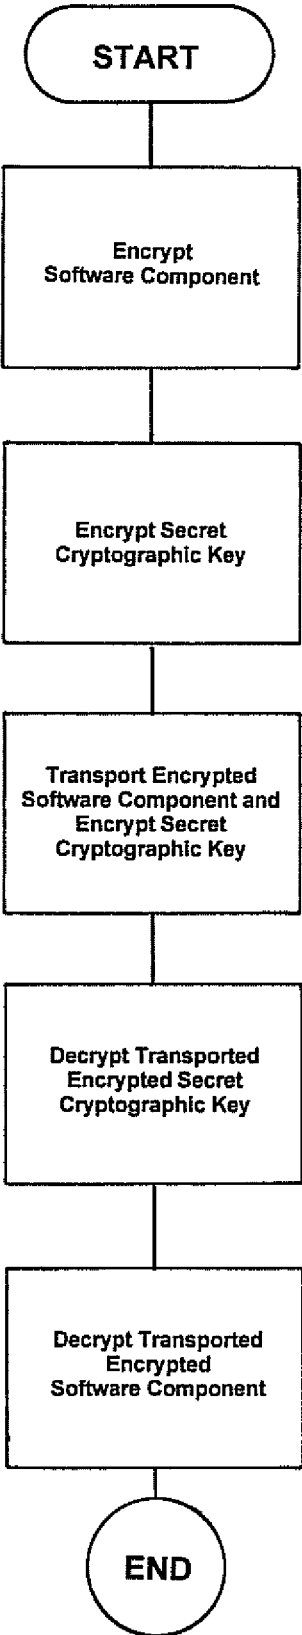 START
Encrypt
Software Component
Encrypt Secret
Cryptographic Key
Transport Encrypted
Software Component and
Encrypt Secret
Cryptographic Key
Decrypt Transported
Encrypted Secret
Cryptographic Key
Decrypt Transported
Encrypted
Software Component
END